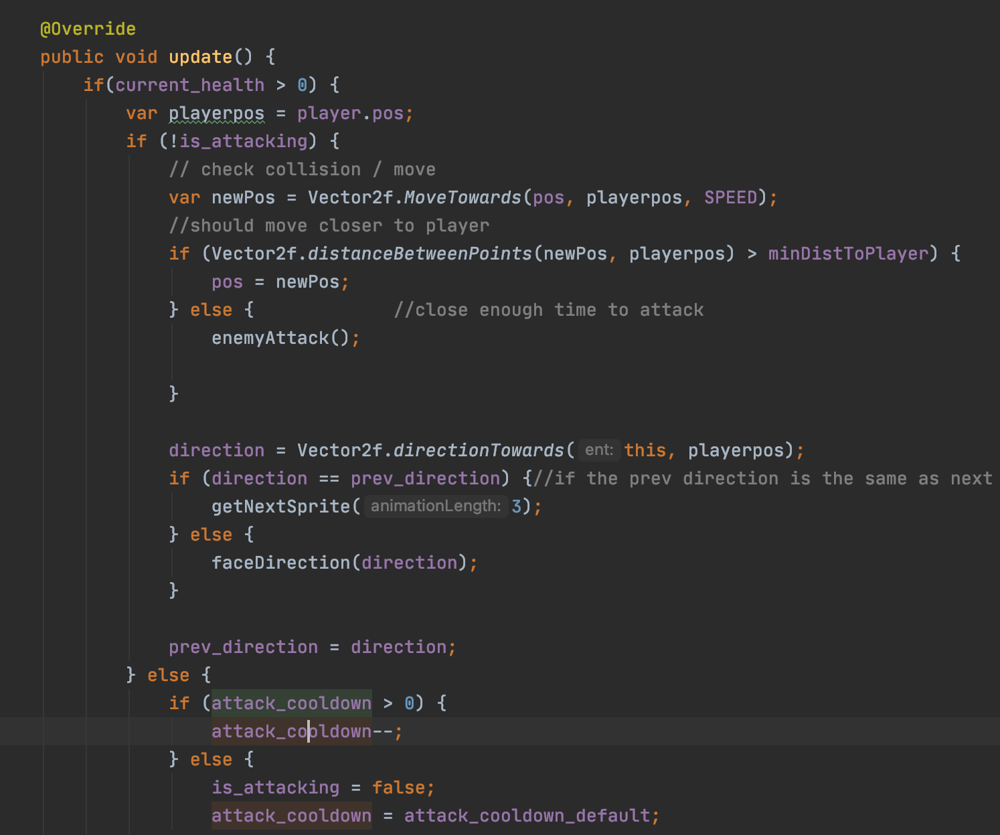 @Override
public void update() {
if(current_health > 0) {
var playerpos = player.pos;
if (!is_attacking) {
// check collision / move
var newPos = Vector2f.MoveTowards(pos, playerpos, SPEED);
//should move closer to player
if (Vector2f.distanceBetweenPoints(newPos, playerpos) > minDistToPlayer) {
pos = newPos;
} else {            //close enough time to attack
enemyAttack();
}
direction = Vector2f.directionTowards( ent: this, playerpos);
if (direction == prev_direction) {//if the prev direction is the same as next
getNextSprite( animationLength: 3);
} else {
faceDirection(direction);
}
prev_direction = direction;
} else {
if (attack_cooldown > 0) {
attack_cooldown--;
} else {
is_attacking = false;
attack_cooldown = attack_cooldown_default;